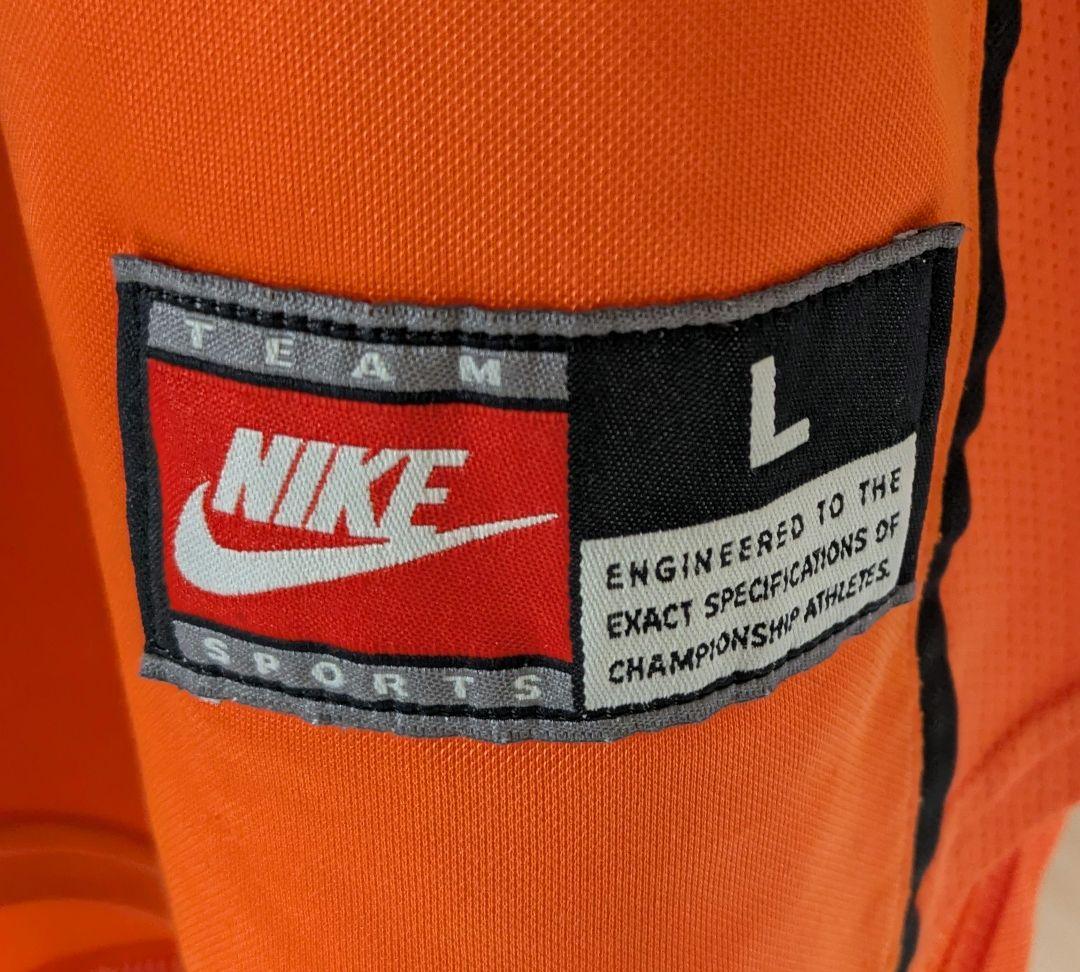 TEAM
NIKE
SPORTS
L
ENGINEERED TO THE
EXACT SPECIFICATIONS OF
CHAMPIONSHIP ATHLETES.